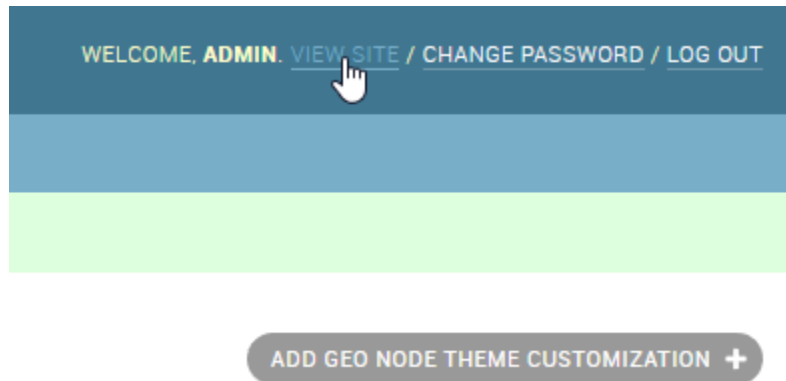 WELCOME, ADMIN. VIEW SITE / CHANGE PASSWORD / LOG OUT
ADD GEO NODE THEME CUSTOMIZATION +